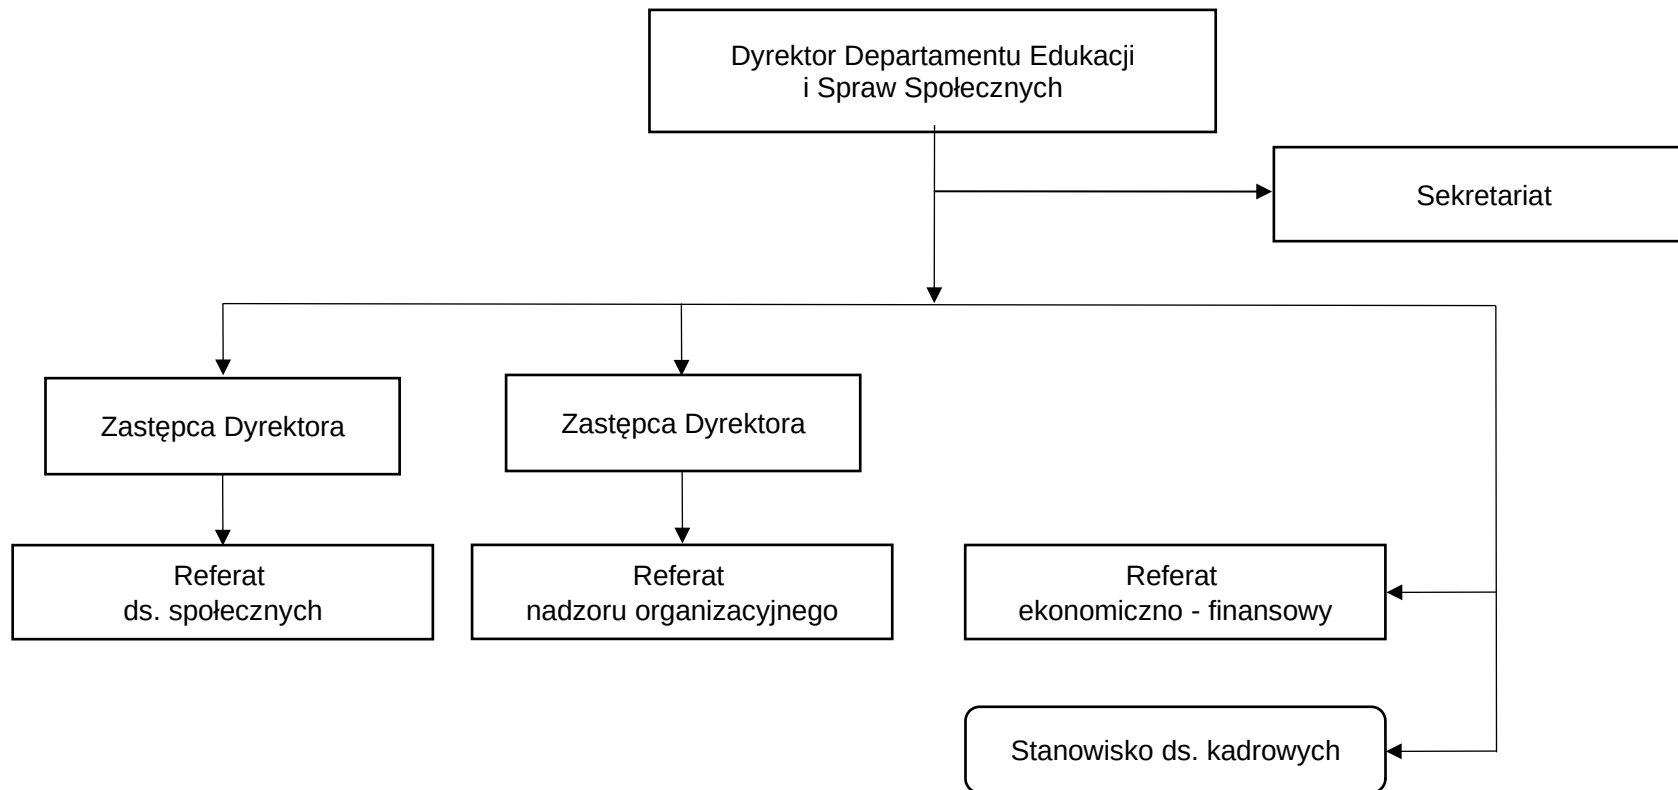 Dyrektor Departamentu Edukacji
i Spraw Społecznych
Sekretariat
Zastępca Dyrektora
Zastępca Dyrektora
Referat
ds. społecznych
Referat
nadzoru organizacyjnego
Referat
ekonomiczno - finansowy
Stanowisko ds. kadrowych